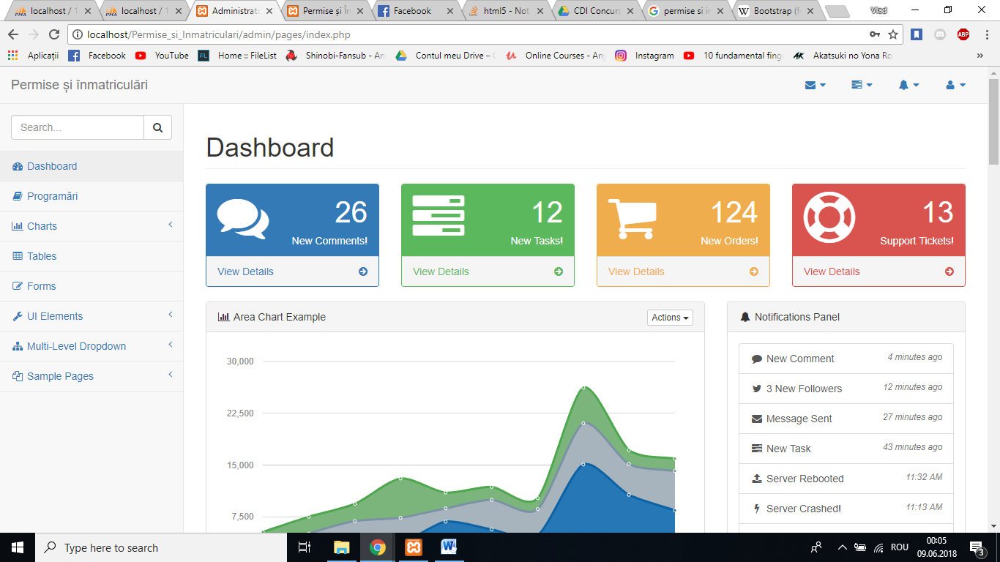 localhost / 1
localhost / 1
Administrato
Permise și În
Facebook
html5 - Not
CDI Concurs
permise si in
Bootstrap (f
Vlad
localhost/Permise_si_Inmatriculari/admin/pages/index.php
ABP
Aplicații
Facebook
YouTube
FL
Home :: FileList
Shinobi-Fansub - An
Contul meu Drive –
Online Courses - Any
Instagram
10 fundamental fing
Akatsuki no Yona Ro
»
Permise și înmatriculări
Search...
Dashboard
Programări
Charts
Tables
Forms
UI Elements
Multi-Level Dropdown
Sample Pages
Dashboard
26
New Comments!
View Details
12
New Tasks!
View Details
124
New Orders!
View Details
13
Support Tickets!
View Details
Area Chart Example
Actions
30,000
22,500
15,000
7,500
Notifications Panel
New Comment 4 minutes ago
3 New Followers 12 minutes ago
Message Sent 27 minutes ago
New Task 43 minutes ago
Server Rebooted 11:32 AM
Server Crashed! 11:13 AM
Type here to search
ROU
00:05
09.06.2018
3